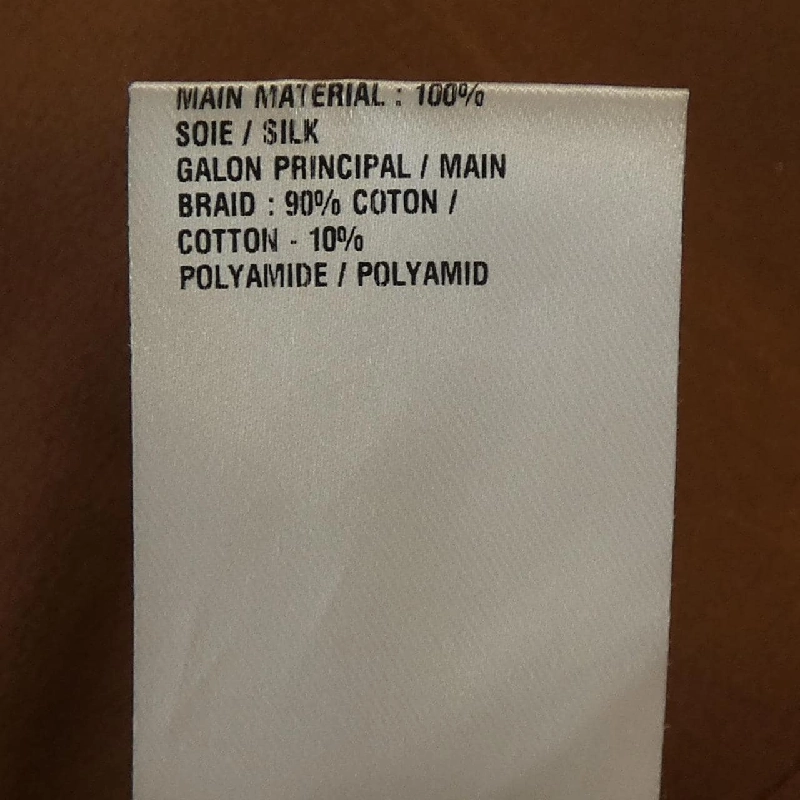 MAIN MATERIAL : 100%
SOIE / SILK
GALON PRINCIPAL / MAIN
BRAID : 90% COTON /
COTTON - 10%
POLYAMIDE / POLYAMID